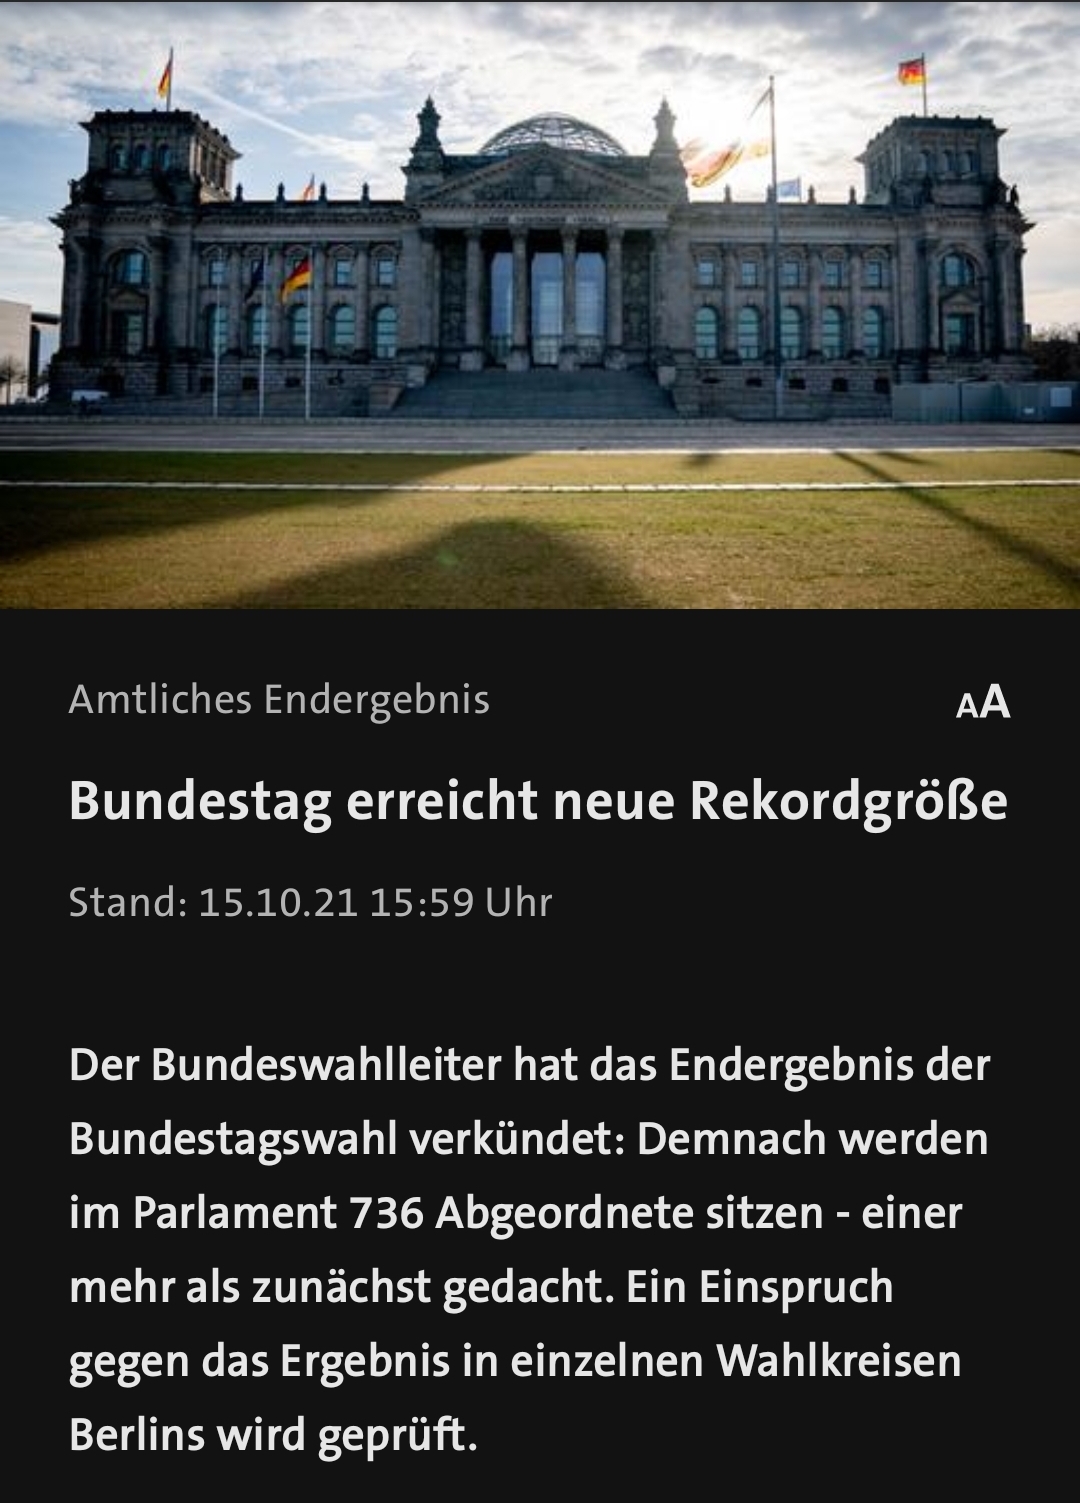 Amtliches Endergebnis
AA
Bundestag erreicht neue Rekordgröße
Stand: 15.10.21 15:59 Uhr
Der Bundeswahlleiter hat das Endergebnis der
Bundestagswahl verkündet: Demnach werden
im Parlament 736 Abgeordnete sitzen - einer
mehr als zunächst gedacht. Ein Einspruch
gegen das Ergebnis in einzelnen Wahlkreisen
Berlins wird geprüft.